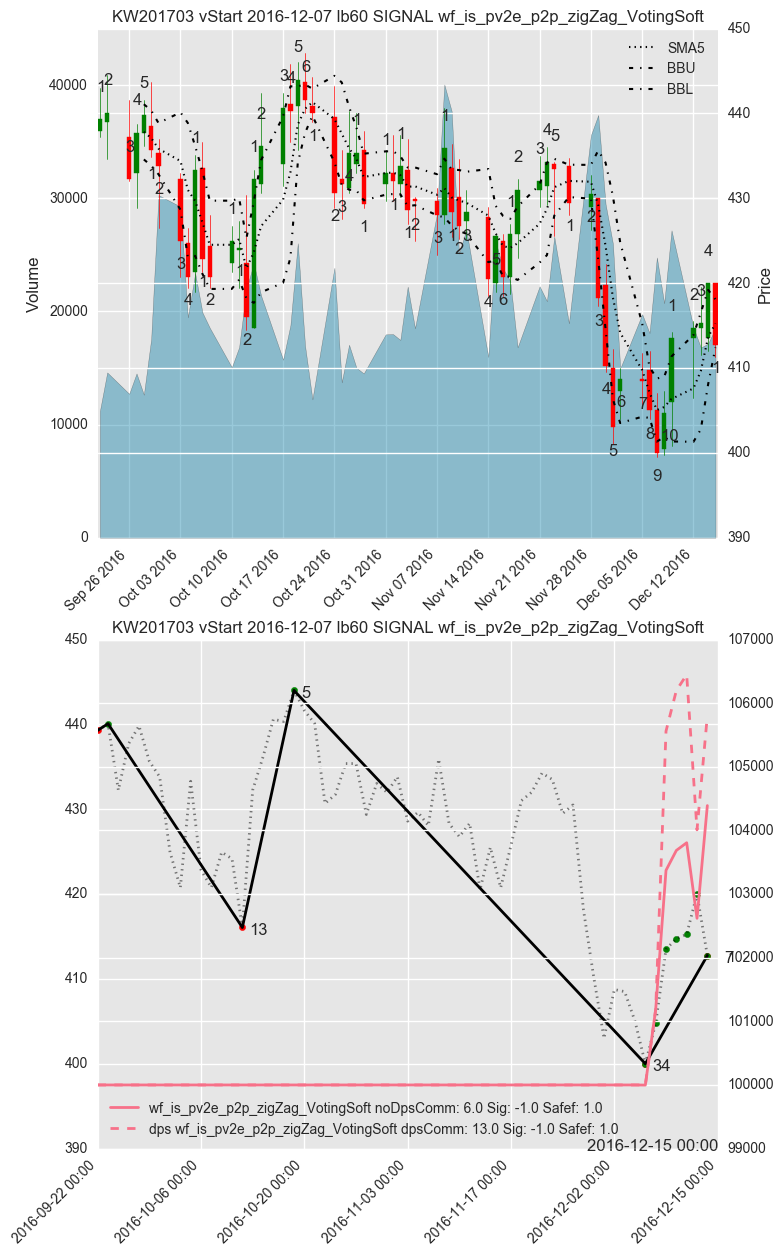 KW201703 vStart 2016-12-07 lb60 SIGNAL wf_is_pv2e_p2p_zigZag_VotingSoft
SMA5
BBU
BBL
Volume
40000
30000
20000
10000
0
Price
450
440
430
420
410
400
390
Sep 26 2016
Oct 03 2016
Oct 10 2016
Oct 17 2016
Oct 24 2016
Oct 31 2016
Nov 07 2016
Nov 14 2016
Nov 21 2016
Nov 28 2016
Dec 05 2016
Dec 12 2016
KW201703 vStart 2016-12-07 lb60 SIGNAL wf_is_pv2e_p2p_zigZag_VotingSoft
450
440
430
420
410
400
390
107000
106000
105000
104000
103000
102000
101000
100000
99000
5
13
34
7
wf_is_pv2e_p2p_zigZag_VotingSoft noDpsComm: 6.0 Sig: -1.0 Safef: 1.0
dps wf_is_pv2e_p2p_zigZag_VotingSoft dpsComm: 13.0 Sig: -1.0 Safef: 1.0
2016-12-15 00:00
2016-09-22 00:00
2016-10-06 00:00
2016-10-20 00:00
2016-11-03 00:00
2016-11-17 00:00
2016-12-02 00:00
2016-12-15 00:00